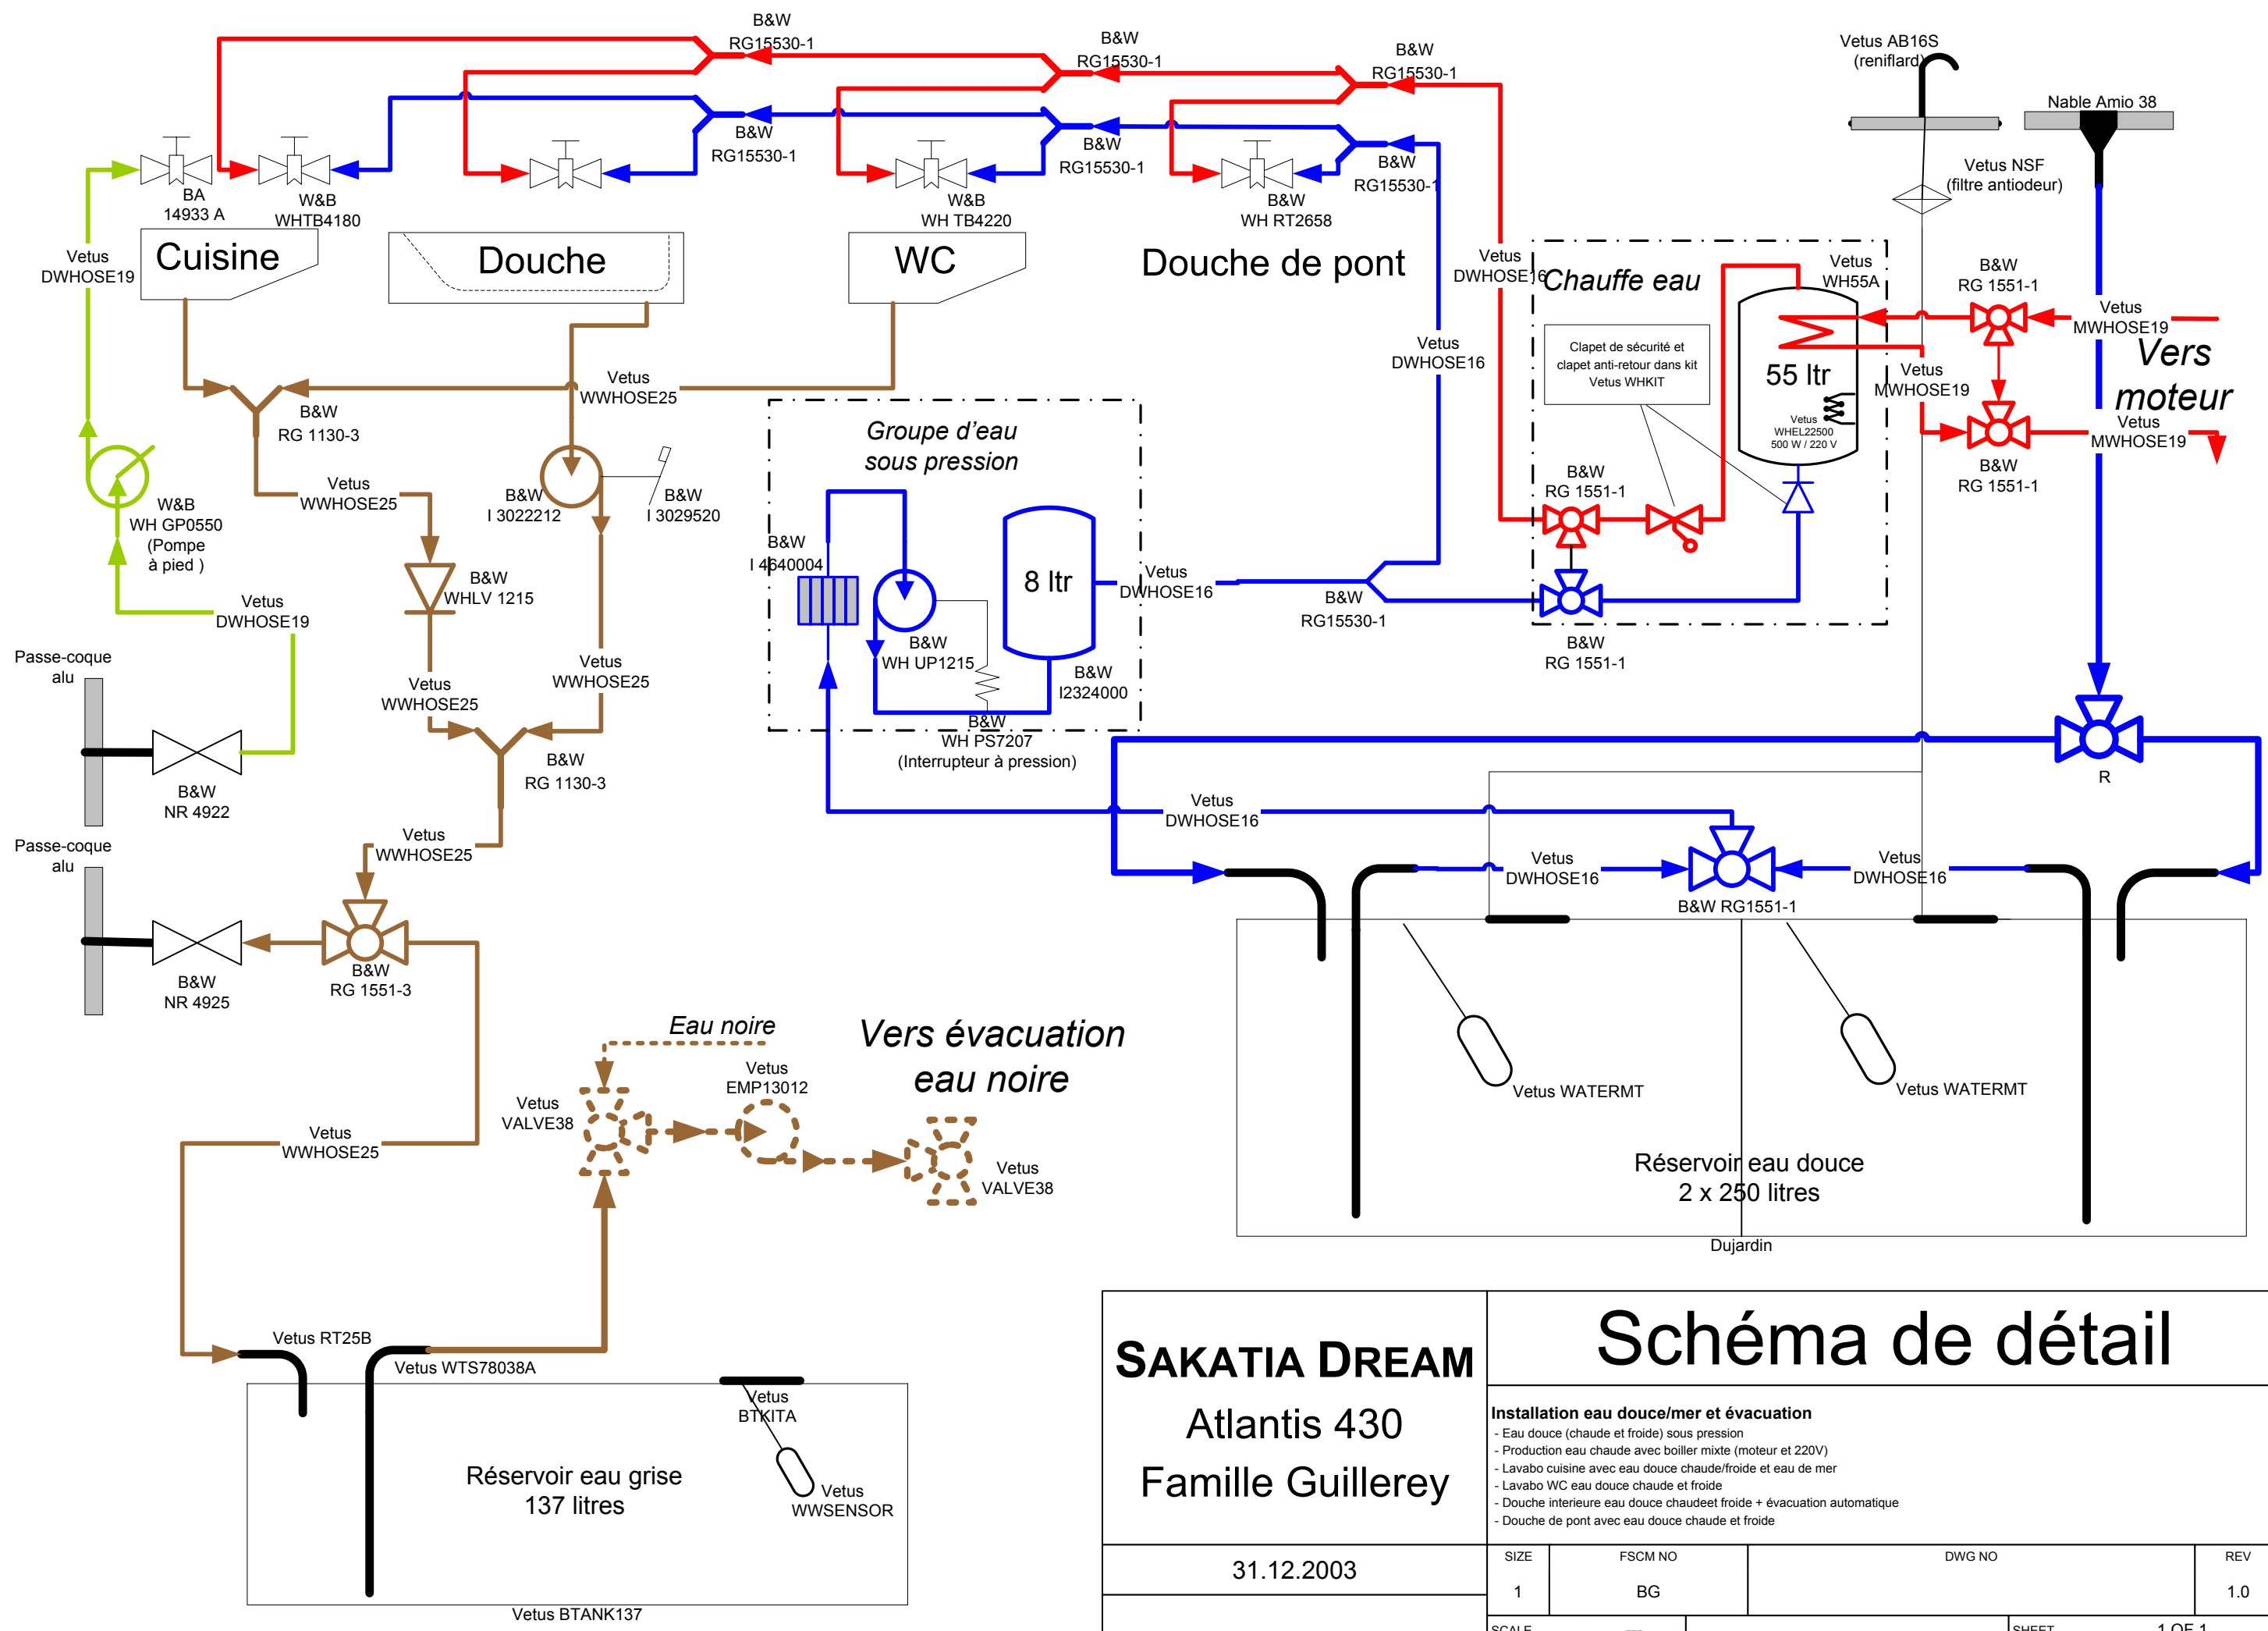 B&W
RG15530-1
B&W
RG15530-1
B&W
RG15530-1
Vetus AB16S
(reniflard)
Nable Amio 38
B&W
RG15530-1
B&W
RG15530-1
B&W
RG15530-1
Vetus NSF
(filtre antiodeur)
BA
14933 A
W&B
WHTB4180
W&B
WH TB4220
B&W
WH RT2658
Vetus
DWHOSE19
Cuisine
Douche
WC
Douche de pont
Vetus
DWHOSE16
Chauffe eau
Vetus
WH55A
B&W
RG 1551-1
Vetus
MWHOSE19
Vers
moteur
Vetus
DWHOSE16
Clapet de sécurité et
clapet anti-retour dans kit
Vetus WHKIT
55 ltr
Vetus
WHEL22500
500 W / 220 V
Vetus
MWHOSE19
Vetus
MWHOSE19
B&W
RG 1551-1
Vetus
WWHOSE25
B&W
RG 1130-3
Groupe d’eau
sous pression
Vetus
WWHOSE25
B&W
I 3022212
B&W
I 3029520
W&B
WH GP0550
(Pompe
à pied )
B&W
RG 1551-1
B&W
I 4640004
8 ltr
Vetus
DWHOSE16
B&W
WHLV 1215
Vetus
DWHOSE19
B&W
RG15530-1
B&W
RG 1551-1
B&W
WH UP1215
B&W
I2324000
B&W
WH PS7207
(Interrupteur à pression)
Passe-coque
alu
Vetus
WWHOSE25
Vetus
WWHOSE25
B&W
RG 1130-3
B&W
NR 4922
R
Vetus
DWHOSE16
Passe-coque
alu
Vetus
WWHOSE25
Vetus
DWHOSE16
Vetus
DWHOSE16
B&W RG1551-1
B&W
RG 1551-3
B&W
NR 4925
Eau noire
Vers évacuation
eau noire
Vetus
EMP13012
Vetus
VALVE38
Vetus WATERMT
Vetus WATERMT
Vetus
WWHOSE25
Vetus
VALVE38
Réservoir eau douce
2 x 250 litres
Dujardin
Vetus RT25B
Vetus WTS78038A
Vetus
BTKITA
Réservoir eau grise
137 litres
Vetus
WWSENSOR
Vetus BTANK137
SAKATIA DREAM
Atlantis 430
Famille Guillerey
31.12.2003
Schéma de détail
Installation eau douce/mer et évacuation
- Eau douce (chaude et froide) sous pression
- Production eau chaude avec boiller mixte (moteur et 220V)
- Lavabo cuisine avec eau douce chaude/froide et eau de mer
- Lavabo WC eau douce chaude et froide
- Douche interieure eau douce chaudeet froide + évacuation automatique
- Douche de pont avec eau douce chaude et froide
SIZE FSCM NO DWG NO REV
1 BG 1.0
SCALE SHEET 1 OF 1